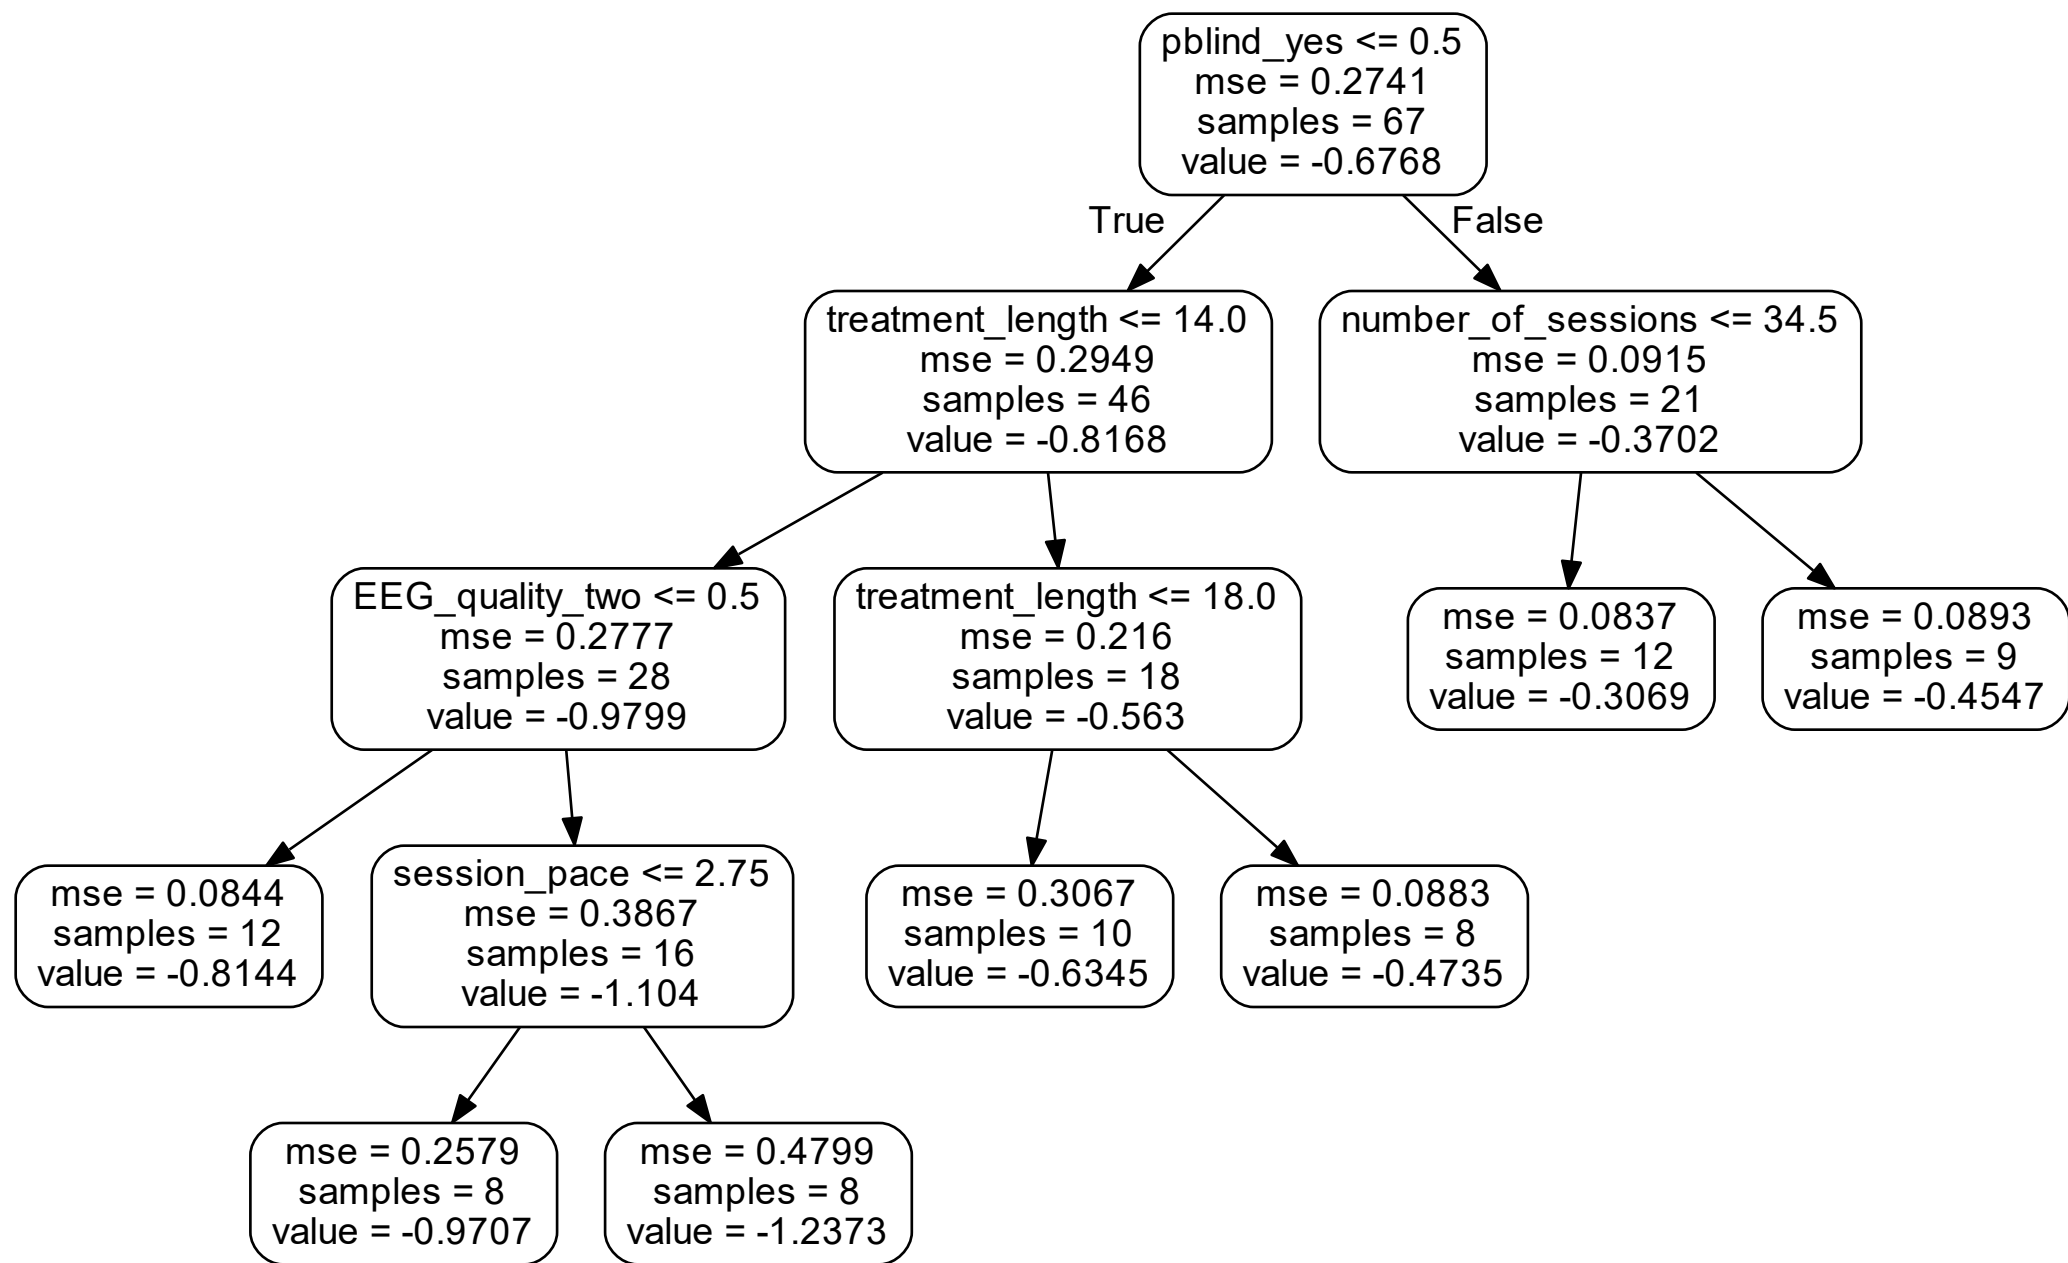 pblind_yes <= 0.5
mse = 0.2741
samples = 67
value = -0.6768
True
False
treatment_length <= 14.0
mse = 0.2949
samples = 46
value = -0.8168
number_of_sessions <= 34.5
mse = 0.0915
samples = 21
value = -0.3702
EEG_quality_two <= 0.5
mse = 0.2777
samples = 28
value = -0.9799
treatment_length <= 18.0
mse = 0.216
samples = 18
value = -0.563
mse = 0.0837
samples = 12
value = -0.3069
mse = 0.0893
samples = 9
value = -0.4547
mse = 0.0844
samples = 12
value = -0.8144
session_pace <= 2.75
mse = 0.3867
samples = 16
value = -1.104
mse = 0.3067
samples = 10
value = -0.6345
mse = 0.0883
samples = 8
value = -0.4735
mse = 0.2579
samples = 8
value = -0.9707
mse = 0.4799
samples = 8
value = -1.2373